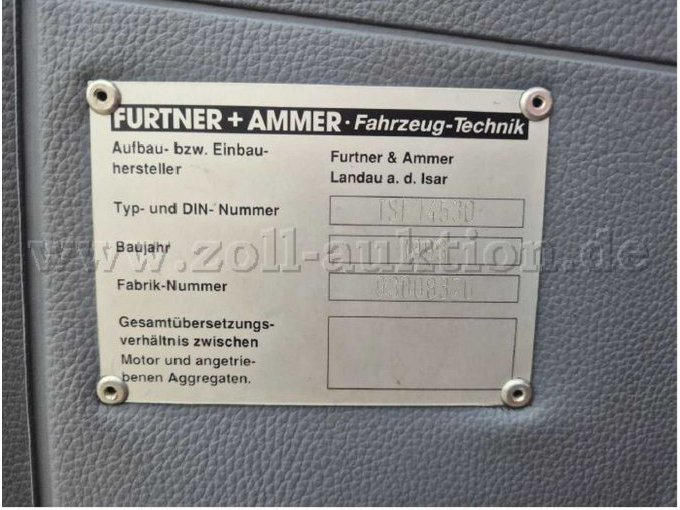 FURTNER + AMMER · Fahrzeug-Technik
Aufbau- bzw. Einbau-
hersteller
Furtner & Ammer
Landau a. d. Isar
Typ- und DIN- Nummer
Baujahr
www.zoll-auktion.de
Fabrik-Nummer
Gesamtübersetzungs-
verhältnis zwischen
Motor und angetrie-
benen Aggregaten.